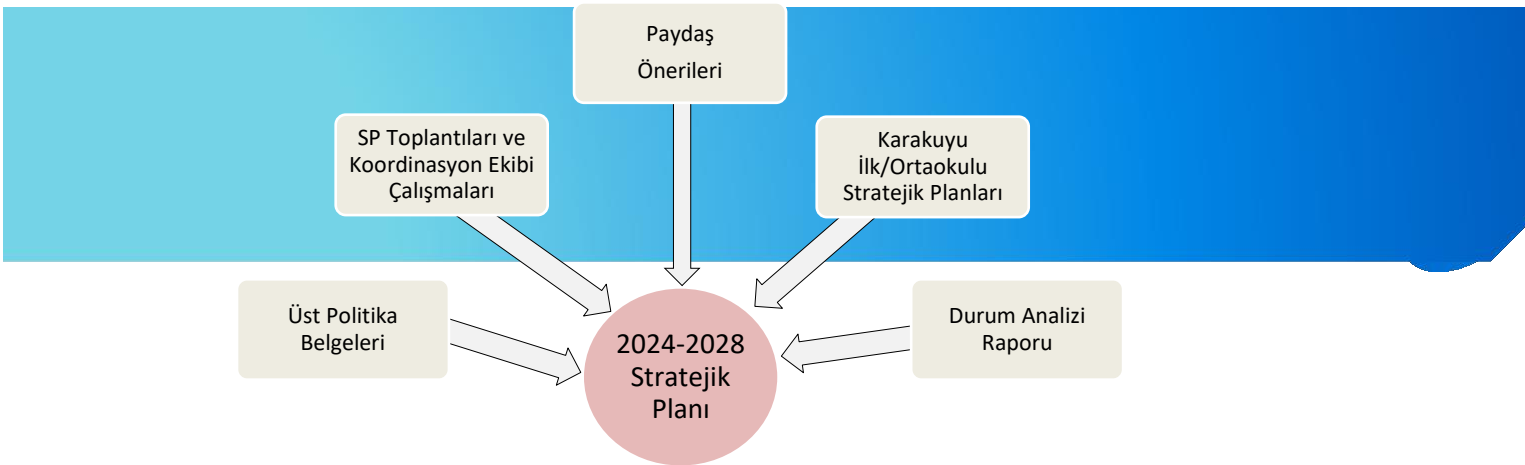 Paydaş
Önerileri
SP Toplantıları ve
Koordinasyon Ekibi
Çalışmaları
Karakuyu
İlk/Ortaokulu
Stratejik Planları
Üst Politika
Belgeleri
2024-2028
Stratejik
Planı
Durum Analizi
Raporu